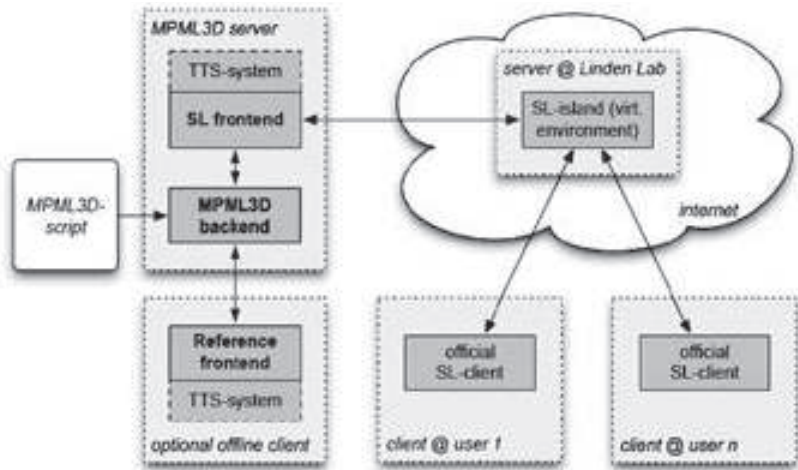 MPML3D server
TTS-system
SL frontend
MPML3D
backend
MPML3D-
script
server @ Linden Lab
SL-island (virt.
environment)
internet
Reference
frontend
TTS-system
optional offline client
official
SL-client
client @ user 1
official
SL-client
client @ user n